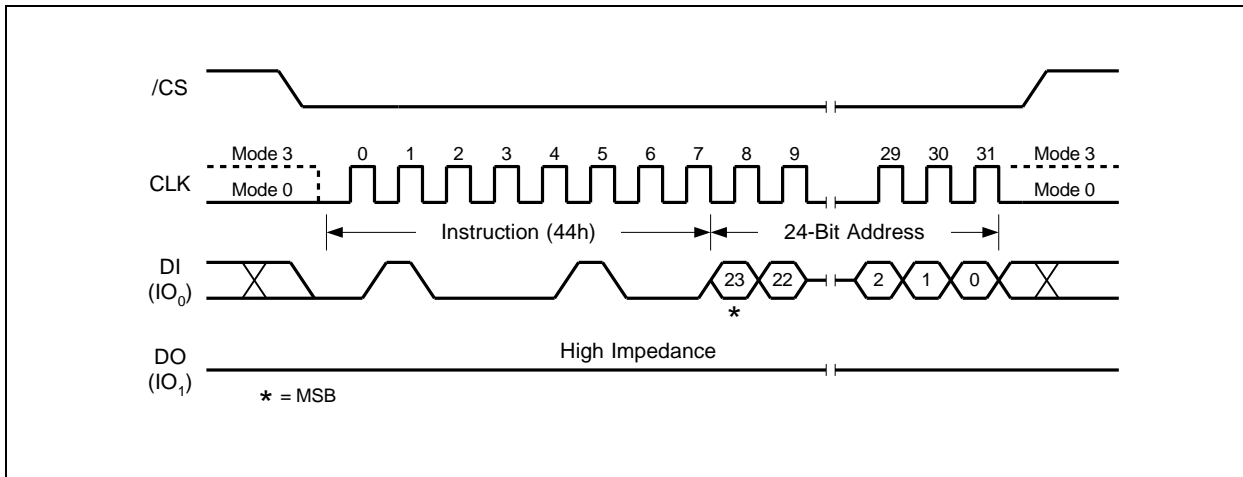 /CS
Mode 3 0 1 2 3 4 5 6 7 8 9 29 30 31 Mode 3
CLK Mode 0 Mode 0
Instruction (44h) 24-Bit Address
DI
(IO0) 23 22 2 1 0
*
High Impedance
DO
(IO1)
* = MSB